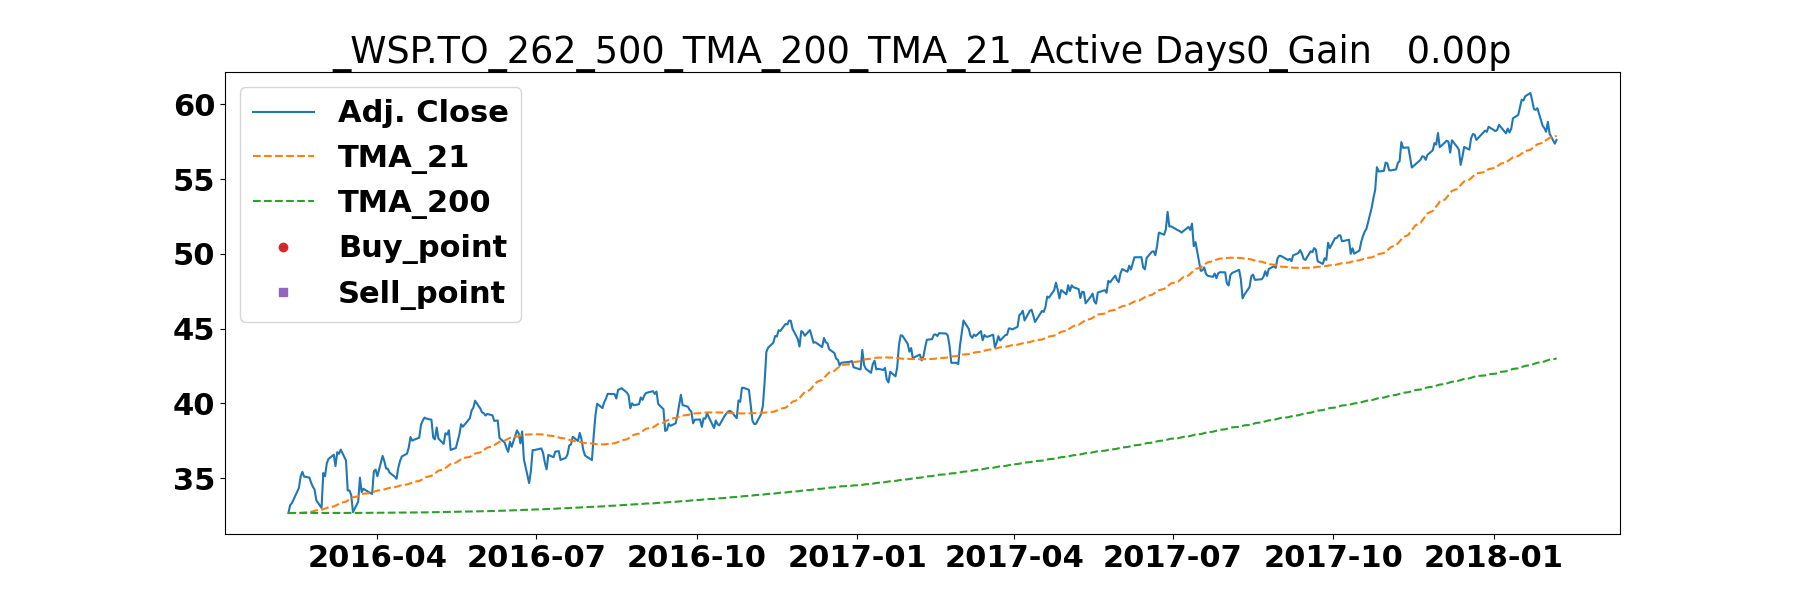 _WSP.TO_262_500_TMA_200_TMA_21_Active Days0_Gain   0.00p
Adj. Close
TMA_21
TMA_200
Buy_point
Sell_point
60
55
50
45
40
35
2016-04 2016-07 2016-10 2017-01 2017-04 2017-07 2017-10 2018-01